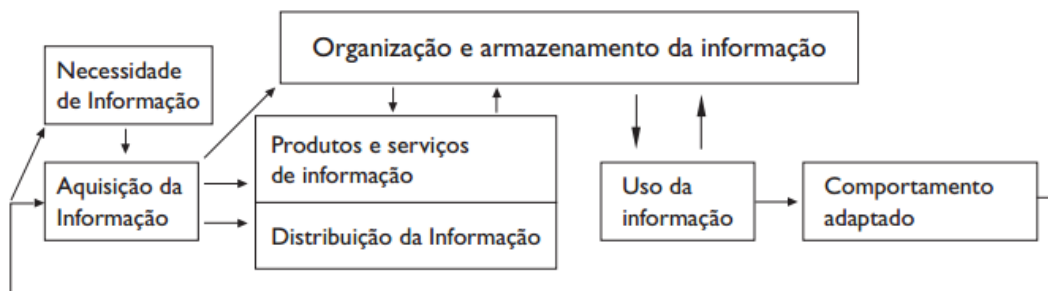 Organização e armazenamento da informação
Necessidade
de Informação
Aquisição da
Informação
Produtos e serviços
de informação
Distribuição da Informação
Uso da
informação
Comportamento
adaptado